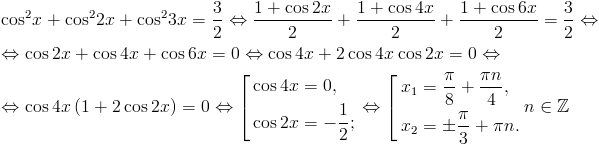 cos²x + cos²2x + cos²3x = 3/2 ⇔ (1 + cos 2x)/2 + (1 + cos 4x)/2 + (1 + cos 6x)/2 = 3/2 ⇔
⇔ cos 2x + cos 4x + cos 6x = 0 ⇔ cos 4x + 2 cos 4x cos 2x = 0 ⇔
⇔ cos 4x (1 + 2 cos 2x) = 0 ⇔ [ cos 4x = 0, cos 2x = −1/2; ⇔ [ x₁ = π/8 + πn/4, x₂ = ±π/3 + πn. n ∈ ℤ